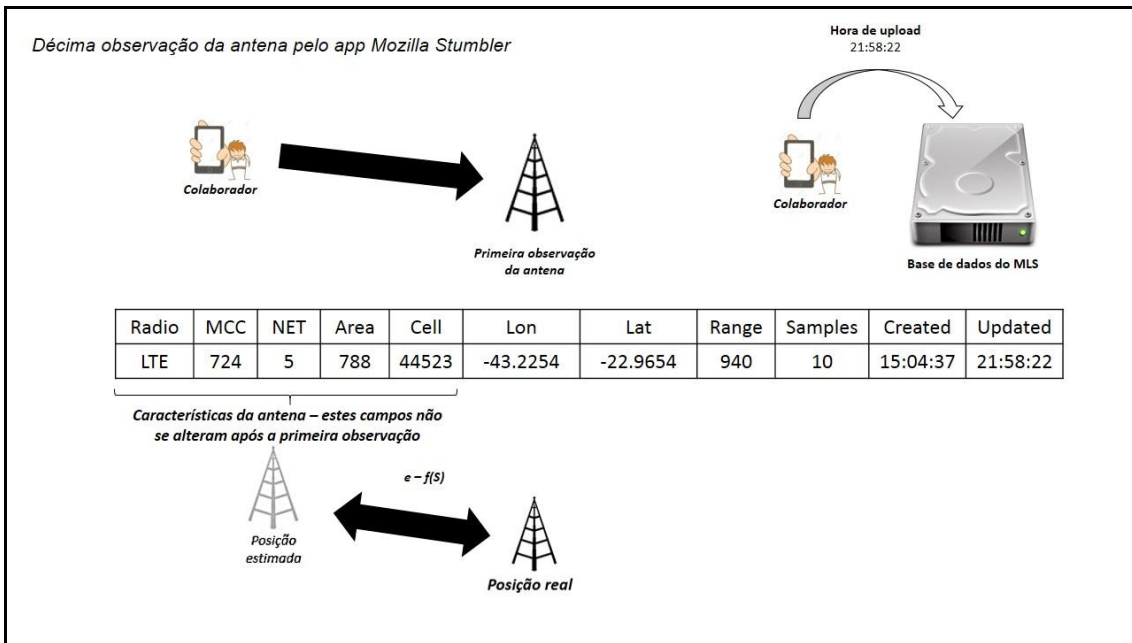 Décima observação da antena pelo app Mozilla Stumbler
Hora de upload
21:58:22
Colaborador
Primeira observação
da antena
Colaborador
Base de dados do MLS
Radio MCC NET Area Cell Lon Lat Range Samples Created Updated
LTE 724 5 788 44523 -43.2254 -22.9654 940 10 15:04:37 21:58:22
Características da antena – estes campos não
se alteram após a primeira observação
e – f(S)
Posição
estimada
Posição real